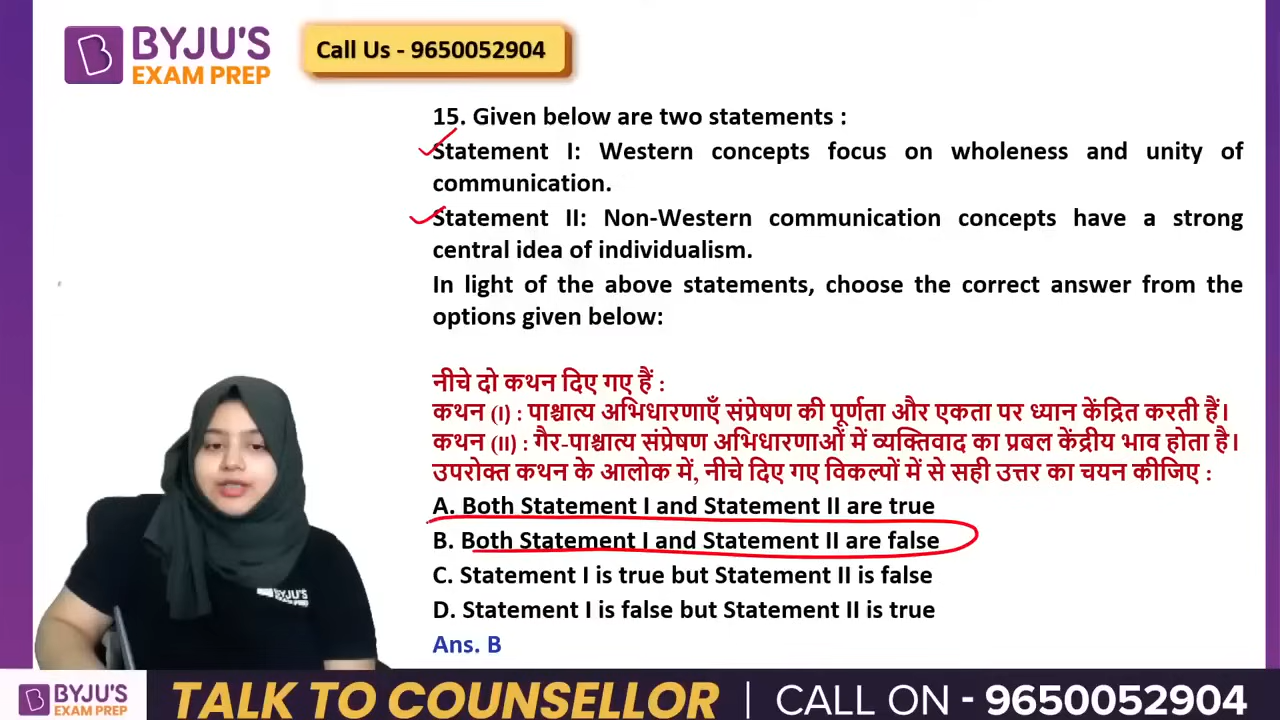 BYJU'S
EXAM PREP
Call Us - 9650052904
15. Given below are two statements :
Statement I: Western concepts focus on wholeness and unity of
communication.
Statement II: Non-Western communication concepts have a strong
central idea of individualism.
In light of the above statements, choose the correct answer from the
options given below:
नीचे दो कथन दिए गए हैं :
कथन (I) : पाश्चात्य अभिधारणाएँ संप्रेषण की पूर्णता और एकता पर ध्यान केंद्रित करती हैं।
कथन (II) : गैर-पाश्चात्य संप्रेषण अभिधारणाओं में व्यक्तिवाद का प्रबल केंद्रीय भाव होता है।
उपरोक्त कथन के आलोक में, नीचे दिए गए विकल्पों में से सही उत्तर का चयन कीजिए :
A. Both Statement I and Statement II are true
B. Both Statement I and Statement II are false
C. Statement I is true but Statement II is false
D. Statement I is false but Statement II is true
Ans. B
BYJU'S
BYJU'S
EXAM PREP
TALK TO COUNSELLOR | CALL ON - 9650052904